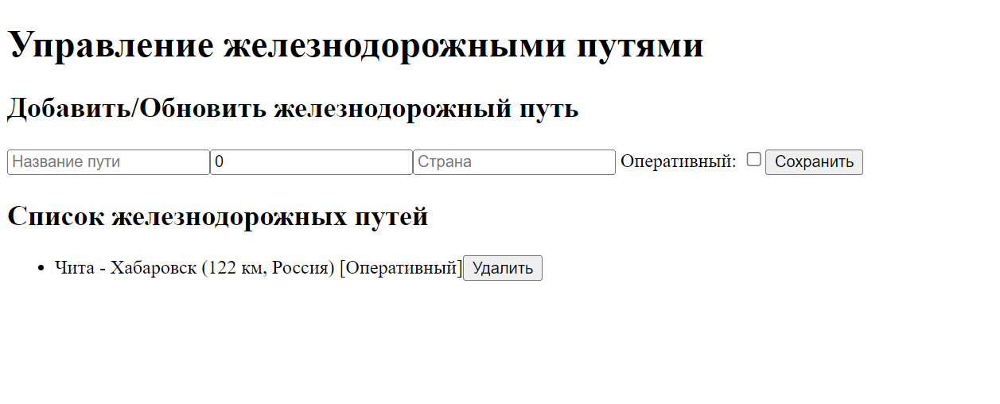 Управление железнодорожными путями
Добавить/Обновить железнодорожный путь
Название пути 0 Страна Оперативный: Сохранить
Список железнодорожных путей
• Чита - Хабаровск (122 км, Россия) [Оперативный] Удалить